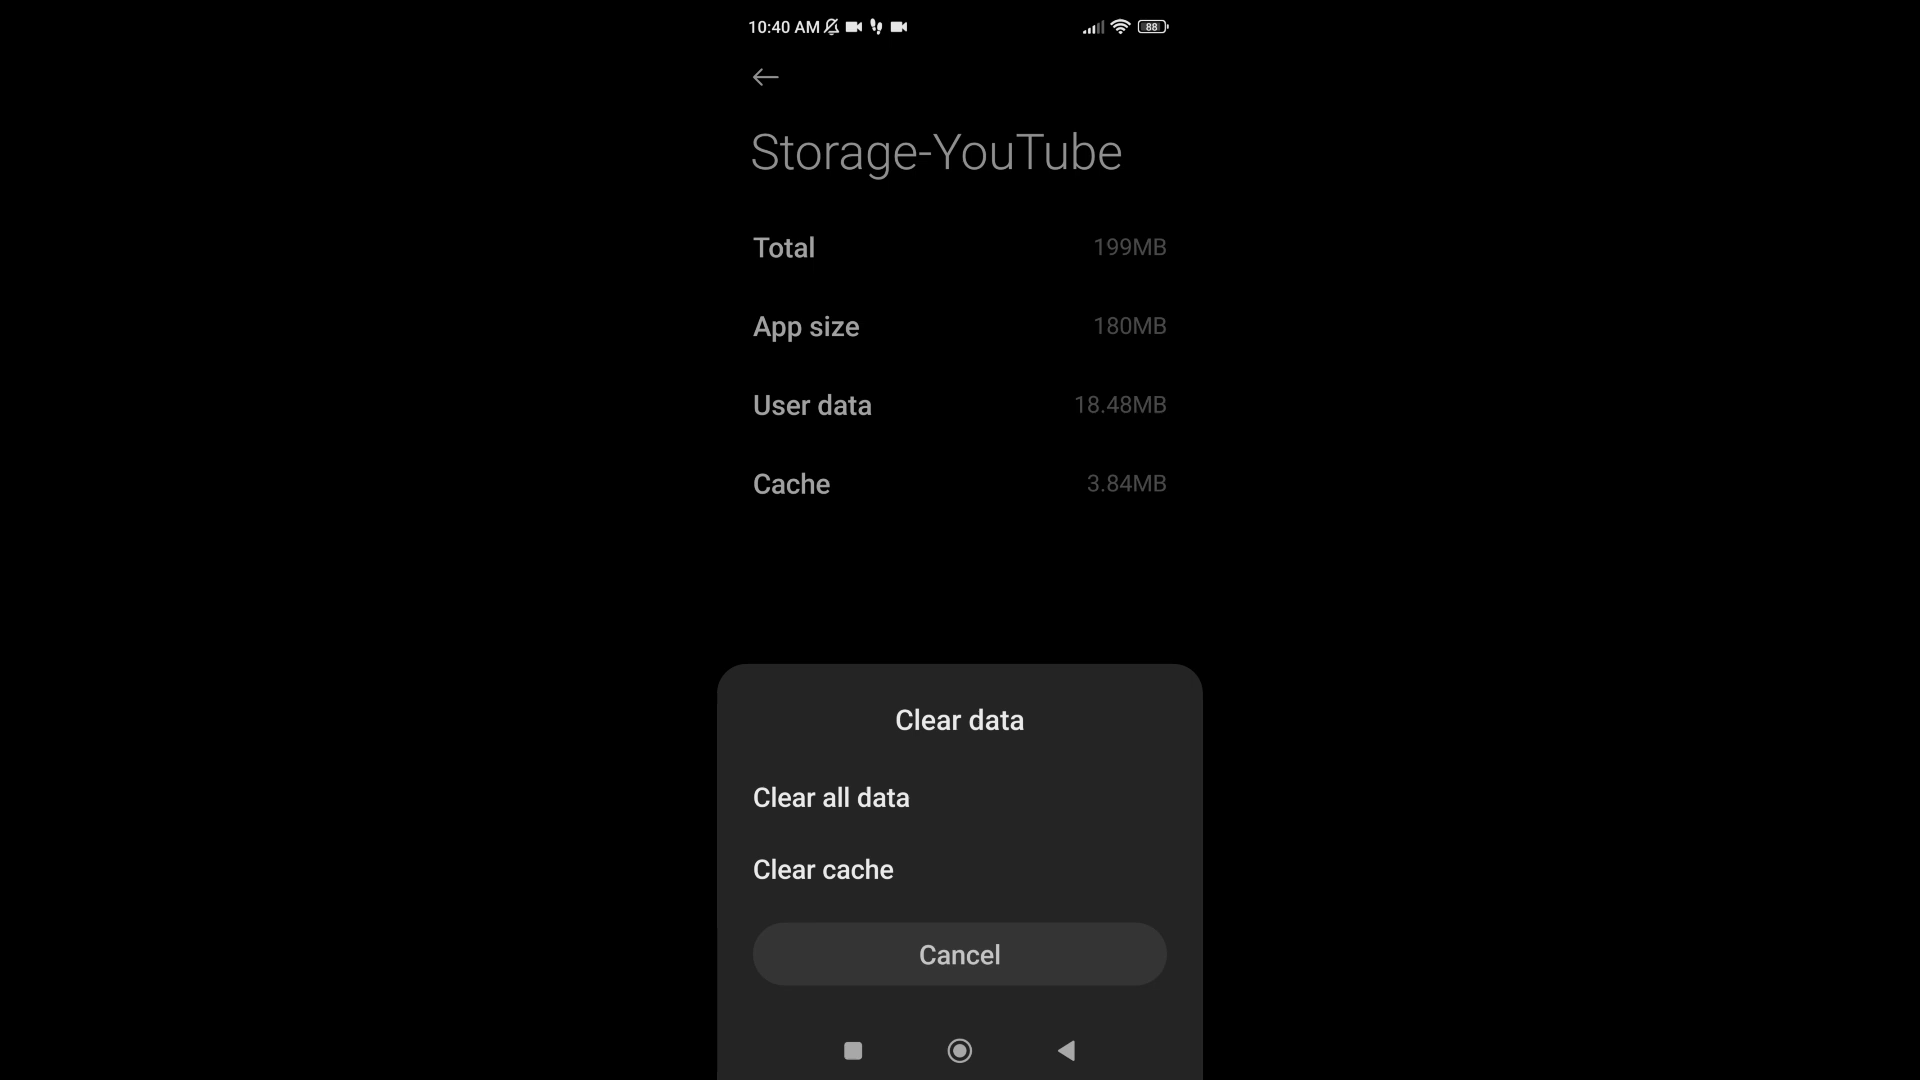 10:40 AM 88
Storage-YouTube
Total 199MB
App size 180MB
User data 18.48MB
Cache 3.84MB
Clear data
Clear all data
Clear cache
Cancel